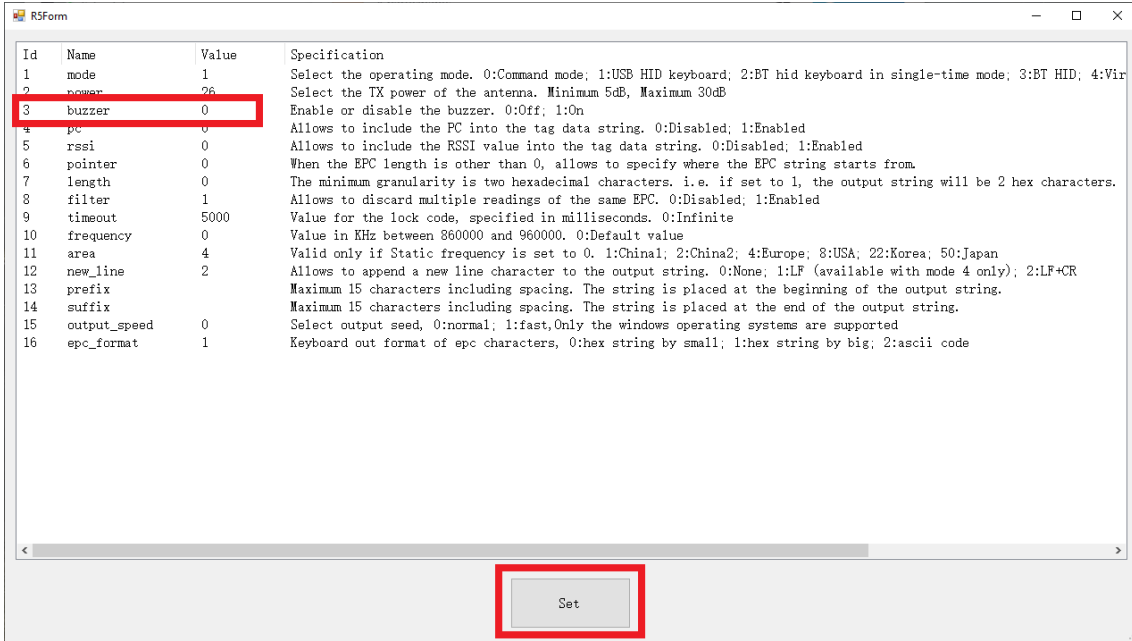 R5Form
Id Name Value Specification
1 mode 1 Select the operating mode. 0:Command mode; 1:USB HID keyboard; 2:BT hid keyboard in single-time mode; 3:BT HID; 4:Vir
2 power 26 Select the TX power of the antenna. Minimum 5dB, Maximum 30dB
3 buzzer 0 Enable or disable the buzzer. 0:Off; 1:On
4 pc 0 Allows to include the PC into the tag data string. 0:Disabled; 1:Enabled
5 rssi 0 Allows to include the RSSI value into the tag data string. 0:Disabled; 1:Enabled
6 pointer 0 When the EPC length is other than 0, allows to specify where the EPC string starts from.
7 length 0 The minimum granularity is two hexadecimal characters. i.e. if set to 1, the output string will be 2 hex characters.
8 filter 1 Allows to discard multiple readings of the same EPC. 0:Disabled; 1:Enabled
9 timeout 5000 Value for the lock code, specified in milliseconds. 0:Infinite
10 frequency 0 Value in KHz between 860000 and 960000. 0:Default value
11 area 4 Valid only if Static frequency is set to 0. 1:China1; 2:China2; 4:Europe; 8:USA; 22:Korea; 50:Japan
12 new_line 2 Allows to append a new line character to the output string. 0:None; 1:LF (available with mode 4 only); 2:LF+CR
13 prefix Maximum 15 characters including spacing. The string is placed at the beginning of the output string.
14 suffix Maximum 15 characters including spacing. The string is placed at the end of the output string.
15 output_speed 0 Select output seed, 0:normal; 1:fast,Only the windows operating systems are supported
16 epc_format 1 Keyboard out format of epc characters, 0:hex string by small; 1:hex string by big; 2:ascii code
Set